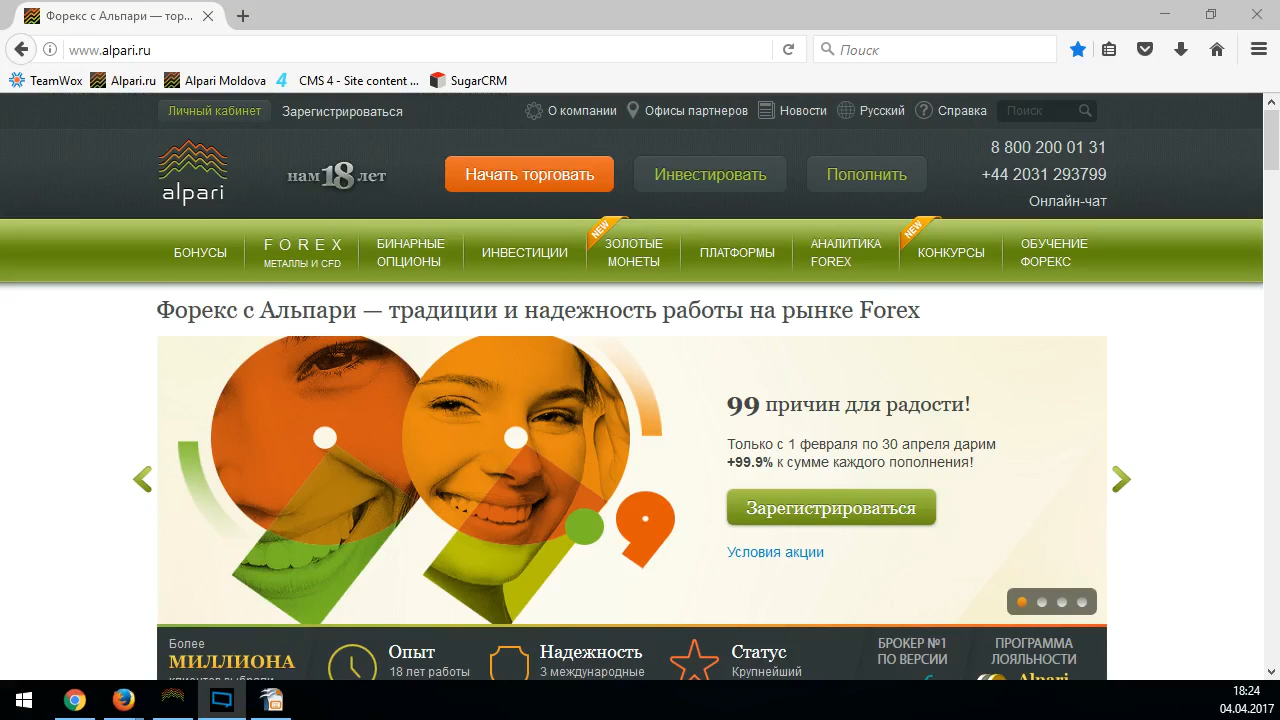 Форекс с Альпари — тор...
www.alpari.ru
Поиск
TeamWox Alpari.ru Alpari Moldova CMS 4 - Site content ... SugarCRM
Личный кабинет Зарегистрироваться О компании Офисы партнеров Новости Русский Справка Поиск
alpari
нам 18 лет
Начать торговать Инвестировать Пополнить
8 800 200 01 31
+44 2031 293799
Онлайн-чат
БОНУСЫ
FOREX
МЕТАЛЛЫ И CFD
БИНАРНЫЕ
ОПЦИОНЫ
ИНВЕСТИЦИИ
NEW
ЗОЛОТЫЕ
МОНЕТЫ
ПЛАТФОРМЫ
АНАЛИТИКА
FOREX
NEW
КОНКУРСЫ
ОБУЧЕНИЕ
ФОРЕКС
Форекс с Альпари — традиции и надежность работы на рынке Forex
99 причин для радости!
Только с 1 февраля по 30 апреля дарим
+99.9% к сумме каждого пополнения!
Зарегистрироваться
Условия акции
Более
МИЛЛИОНА
клиентов выбрали
Опыт
18 лет работы
Надежность
3 международные
Статус
Крупнейший
БРОКЕР №1
ПО ВЕРСИИ
ПРОГРАММА
ЛОЯЛЬНОСТИ
Alpari
18:24
04.04.2017